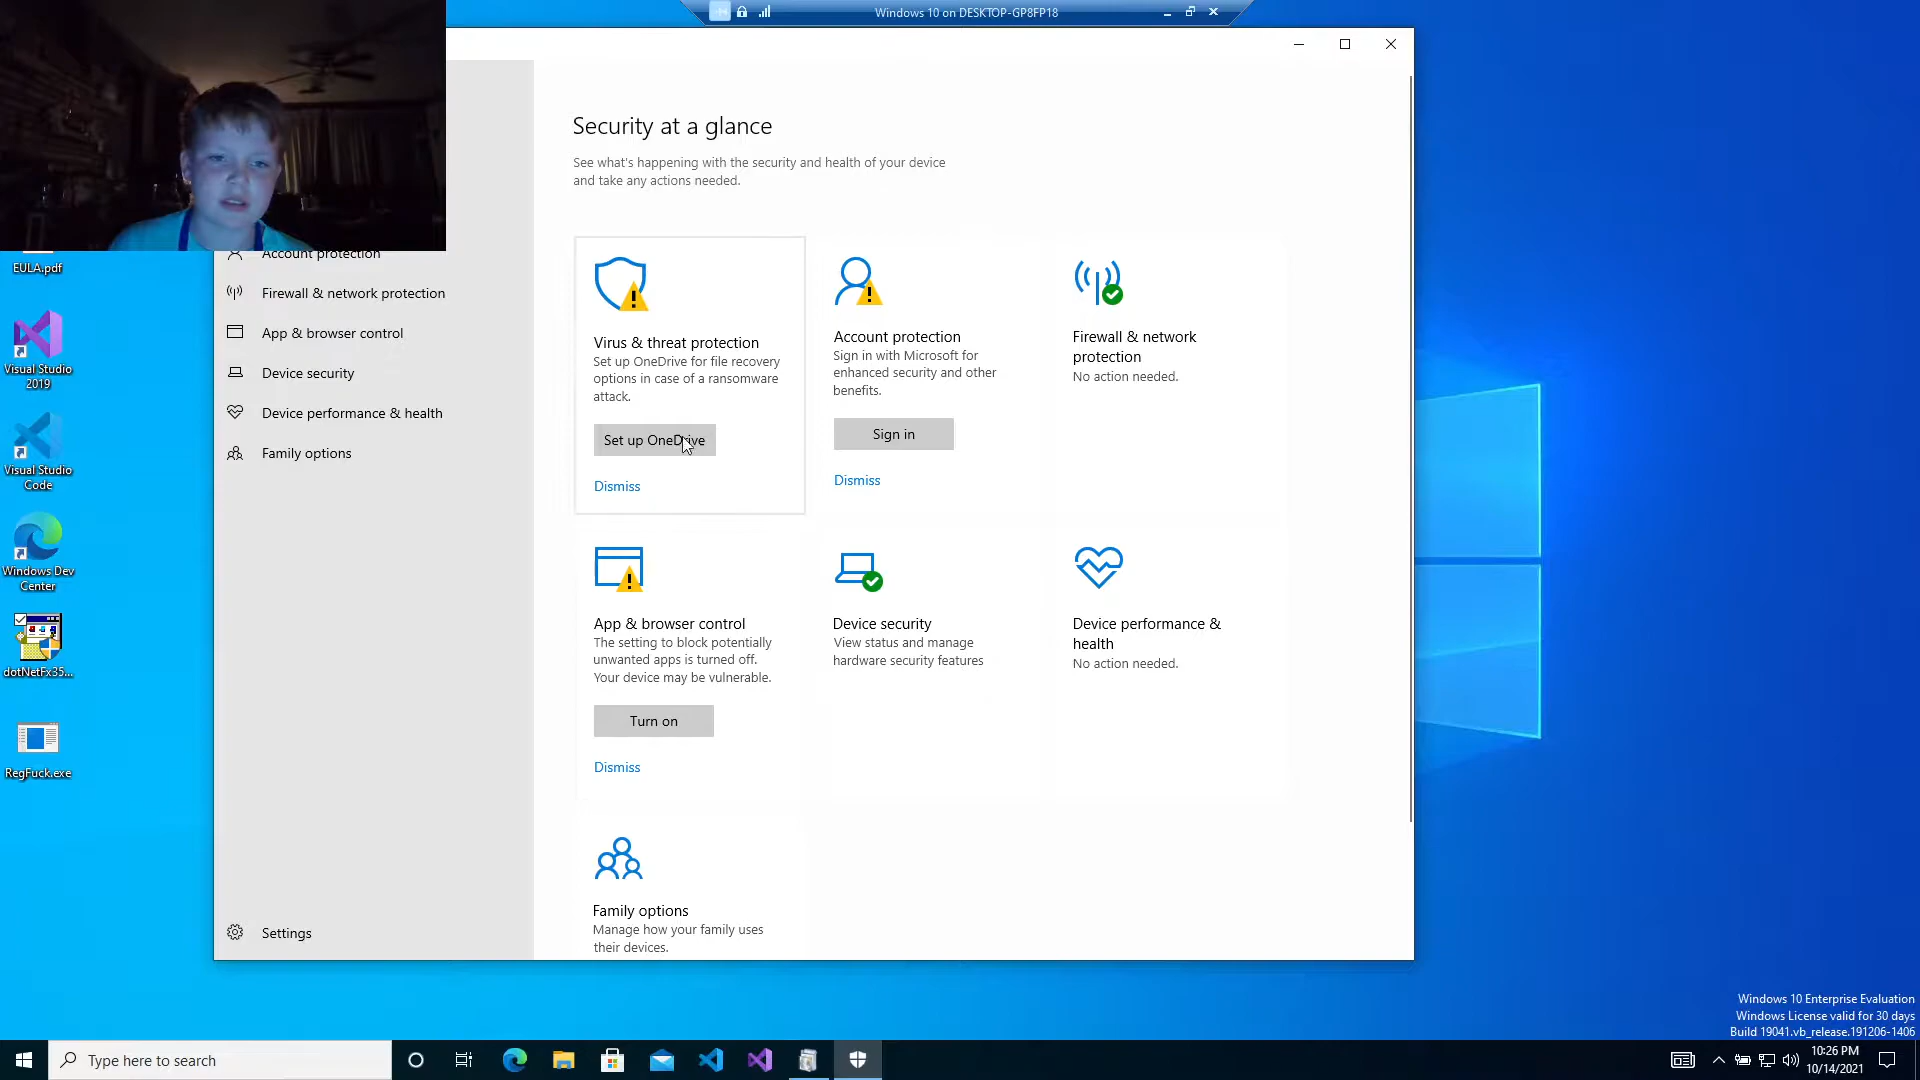 Windows 10 on DESKTOP-GP8FP18
Security at a glance
See what's happening with the security and health of your device
and take any actions needed.
Account protection
Firewall & network protection
App & browser control
Device security
Device performance & health
Family options
Settings
Virus & threat protection
Set up OneDrive for file recovery
options in case of a ransomware
attack.
Set up OneDrive
Dismiss
Account protection
Sign in with Microsoft for
enhanced security and other
benefits.
Sign in
Dismiss
Firewall & network
protection
No action needed.
App & browser control
The setting to block potentially
unwanted apps is turned off.
Your device may be vulnerable.
Turn on
Dismiss
Device security
View status and manage
hardware security features
Device performance &
health
No action needed.
Family options
Manage how your family uses
their devices.
EULA.pdf
Visual Studio
2019
Visual Studio
Code
Windows Dev
Center
dotNetFx35...
RegFuck.exe
Windows 10 Enterprise Evaluation
Windows License valid for 30 days
Build 19041.vb_release.191206-1406
Type here to search
10:26 PM
10/14/2021